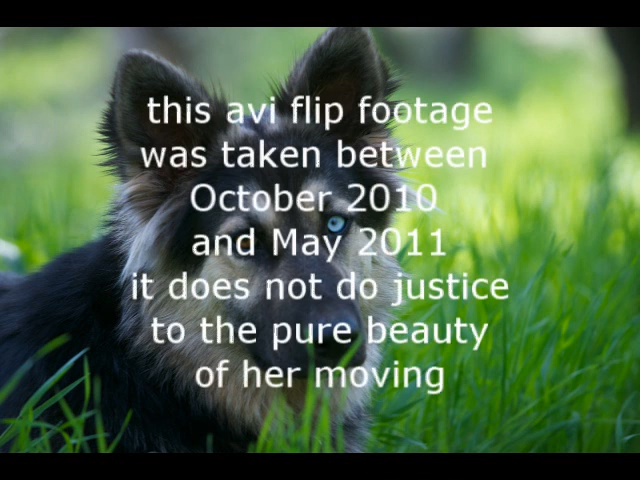 this avi flip footage
was taken between
October 2010
and May 2011
it does not do justice
to the pure beauty
of her moving